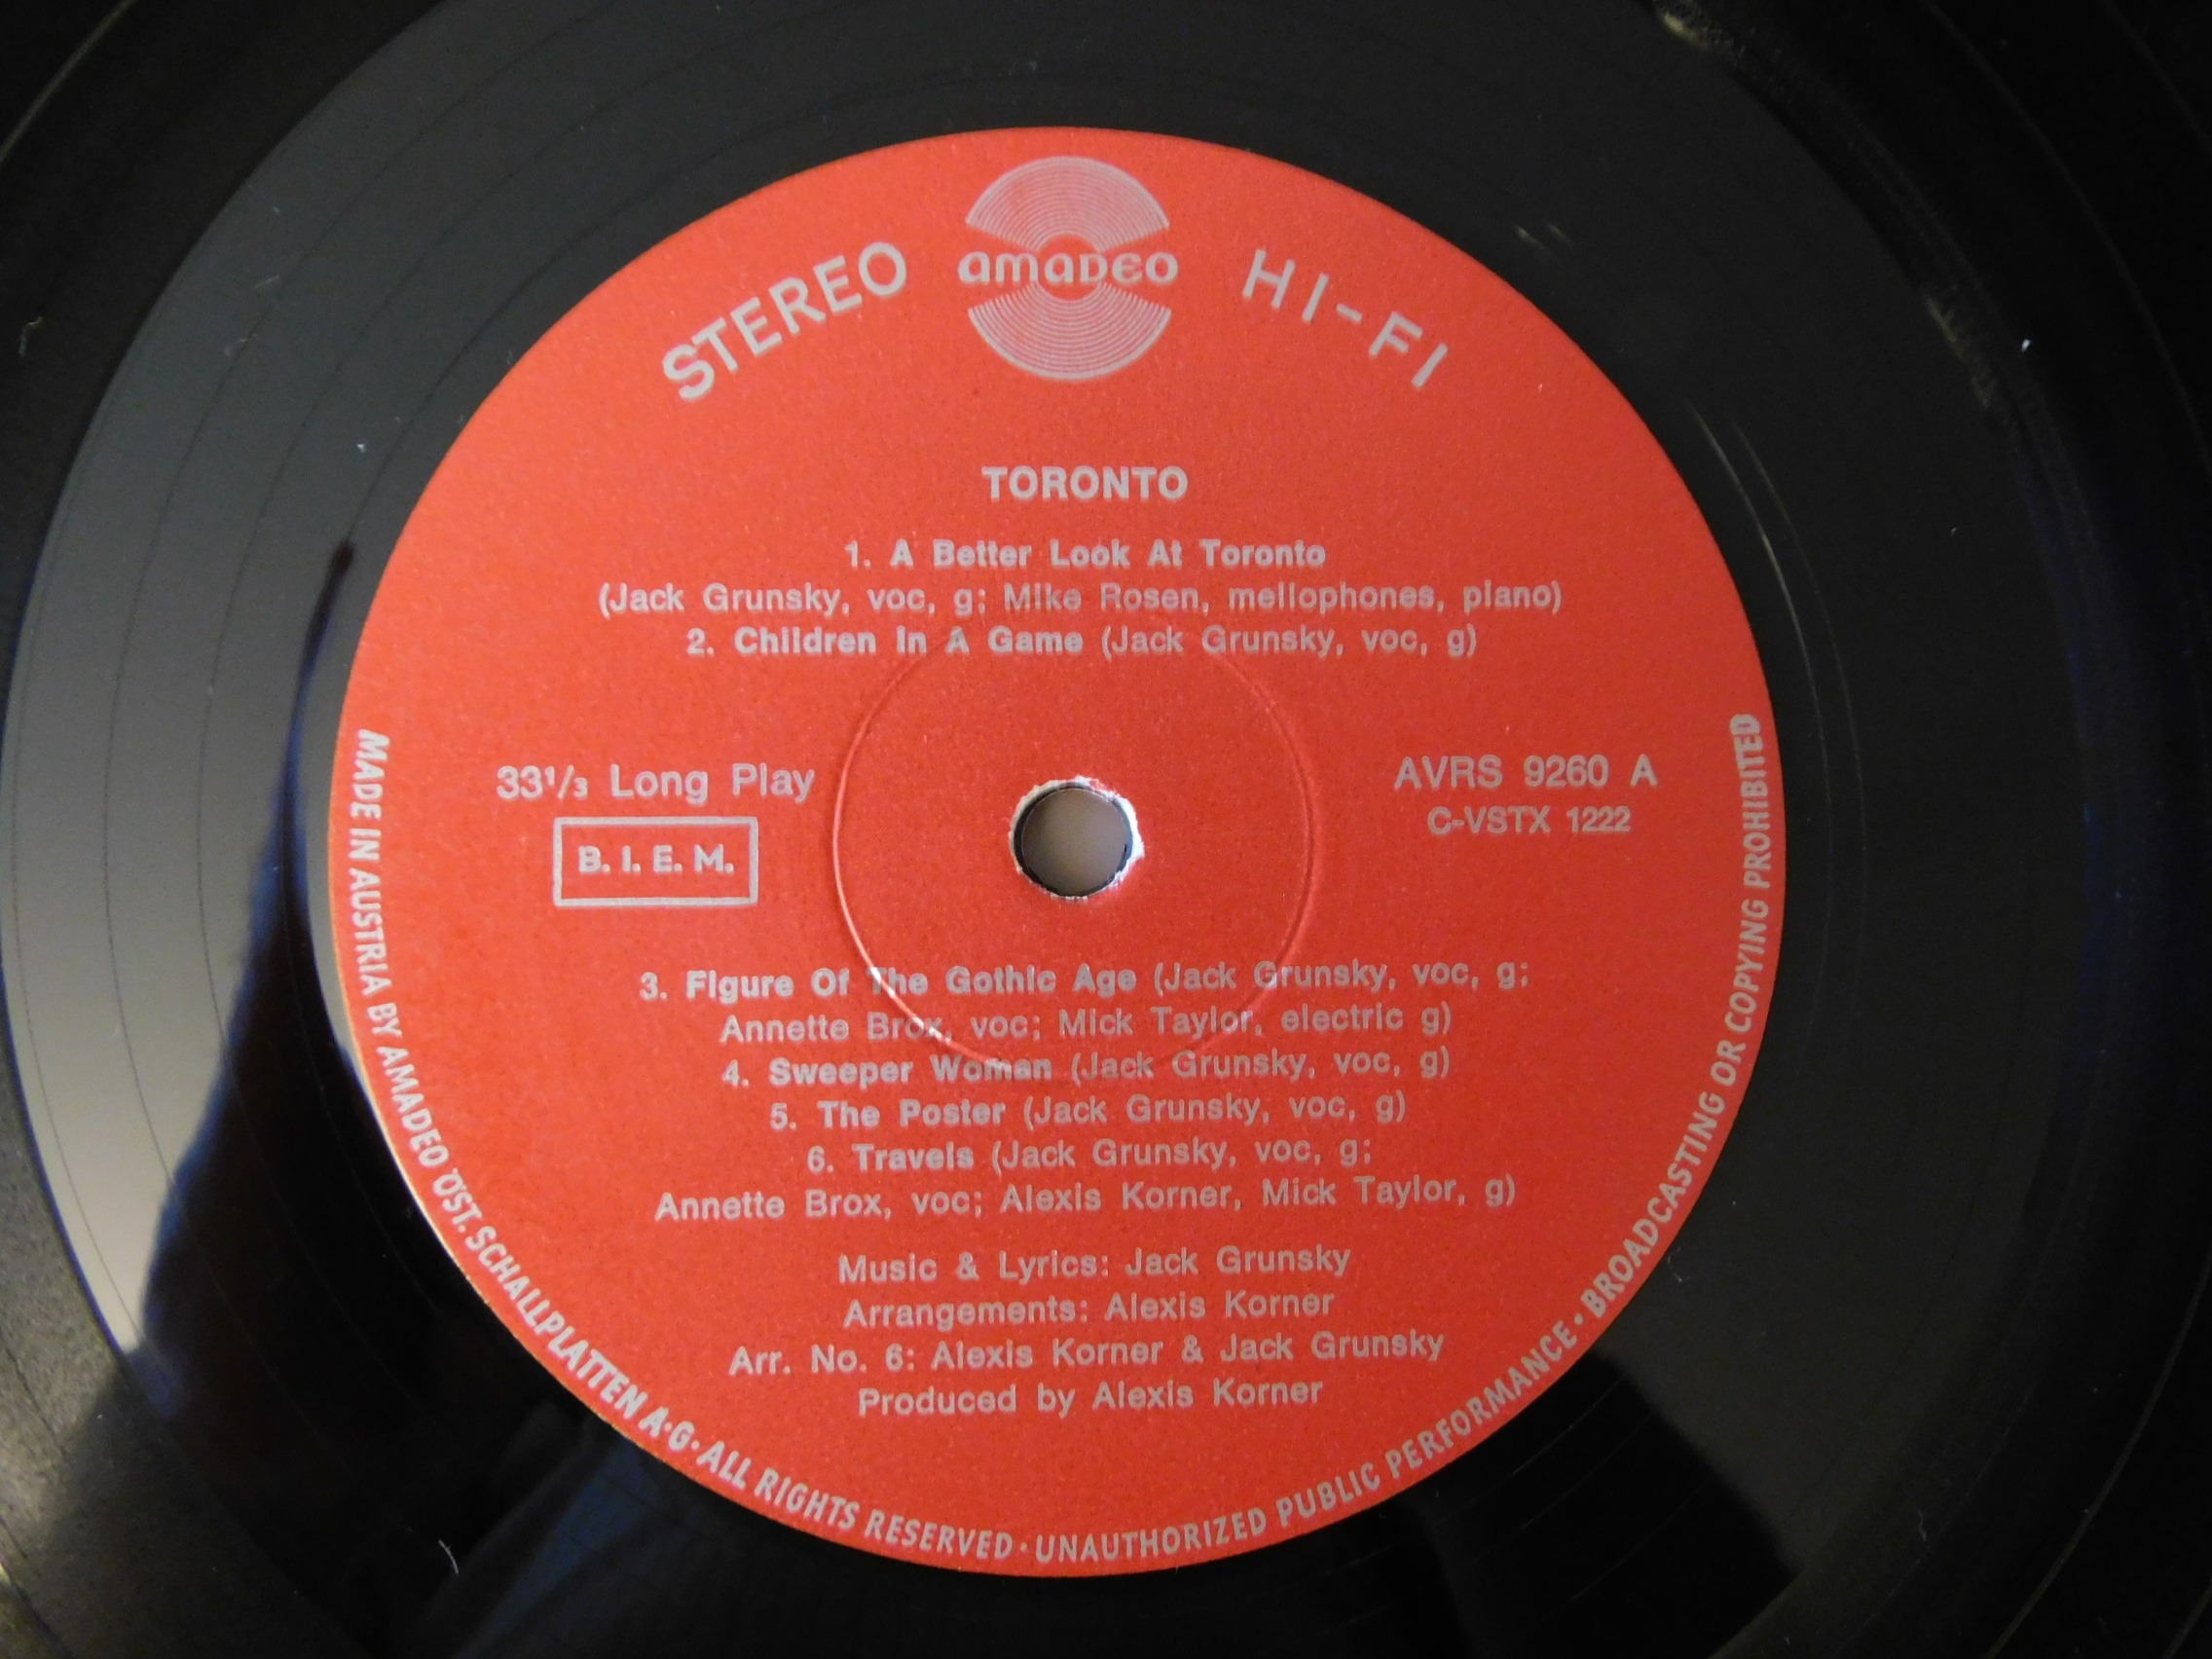 STEREO amadeo HI-FI
TORONTO
1. A Better Look At Toronto
(Jack Grunsky, voc, g; Mike Rosen, mellophones, piano)
2. Children In A Game (Jack Grunsky, voc, g)
33¹/₃ Long Play
B. I. E. M.
AVRS 9260 A
C-VSTX 1222
3. Figure Of The Gothic Age (Jack Grunsky, voc, g;
Annette Brox, voc; Mick Taylor, electric g)
4. Sweeper Woman (Jack Grunsky, voc, g)
5. The Poster (Jack Grunsky, voc, g)
6. Travels (Jack Grunsky, voc, g;
Annette Brox, voc; Alexis Korner, Mick Taylor, g)
Music & Lyrics: Jack Grunsky
Arrangements: Alexis Korner
Arr. No. 6: Alexis Korner & Jack Grunsky
Produced by Alexis Korner
MADE IN AUSTRIA BY AMADEO ÖST. SCHALLPLATTEN A·G· ALL RIGHTS RESERVED · UNAUTHORIZED PUBLIC PERFORMANCE · BROADCASTING OR COPYING PROHIBITED